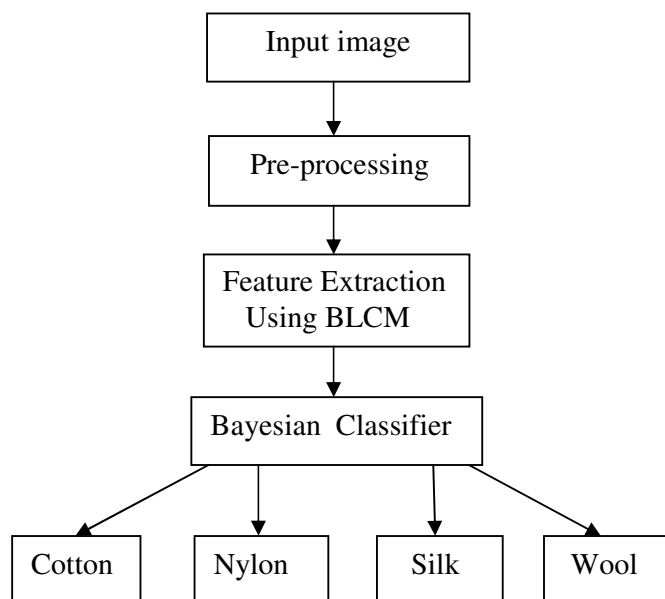 Input image
Pre-processing
Feature Extraction
Using BLCM
Bayesian Classifier
Cotton
Nylon
Silk
Wool